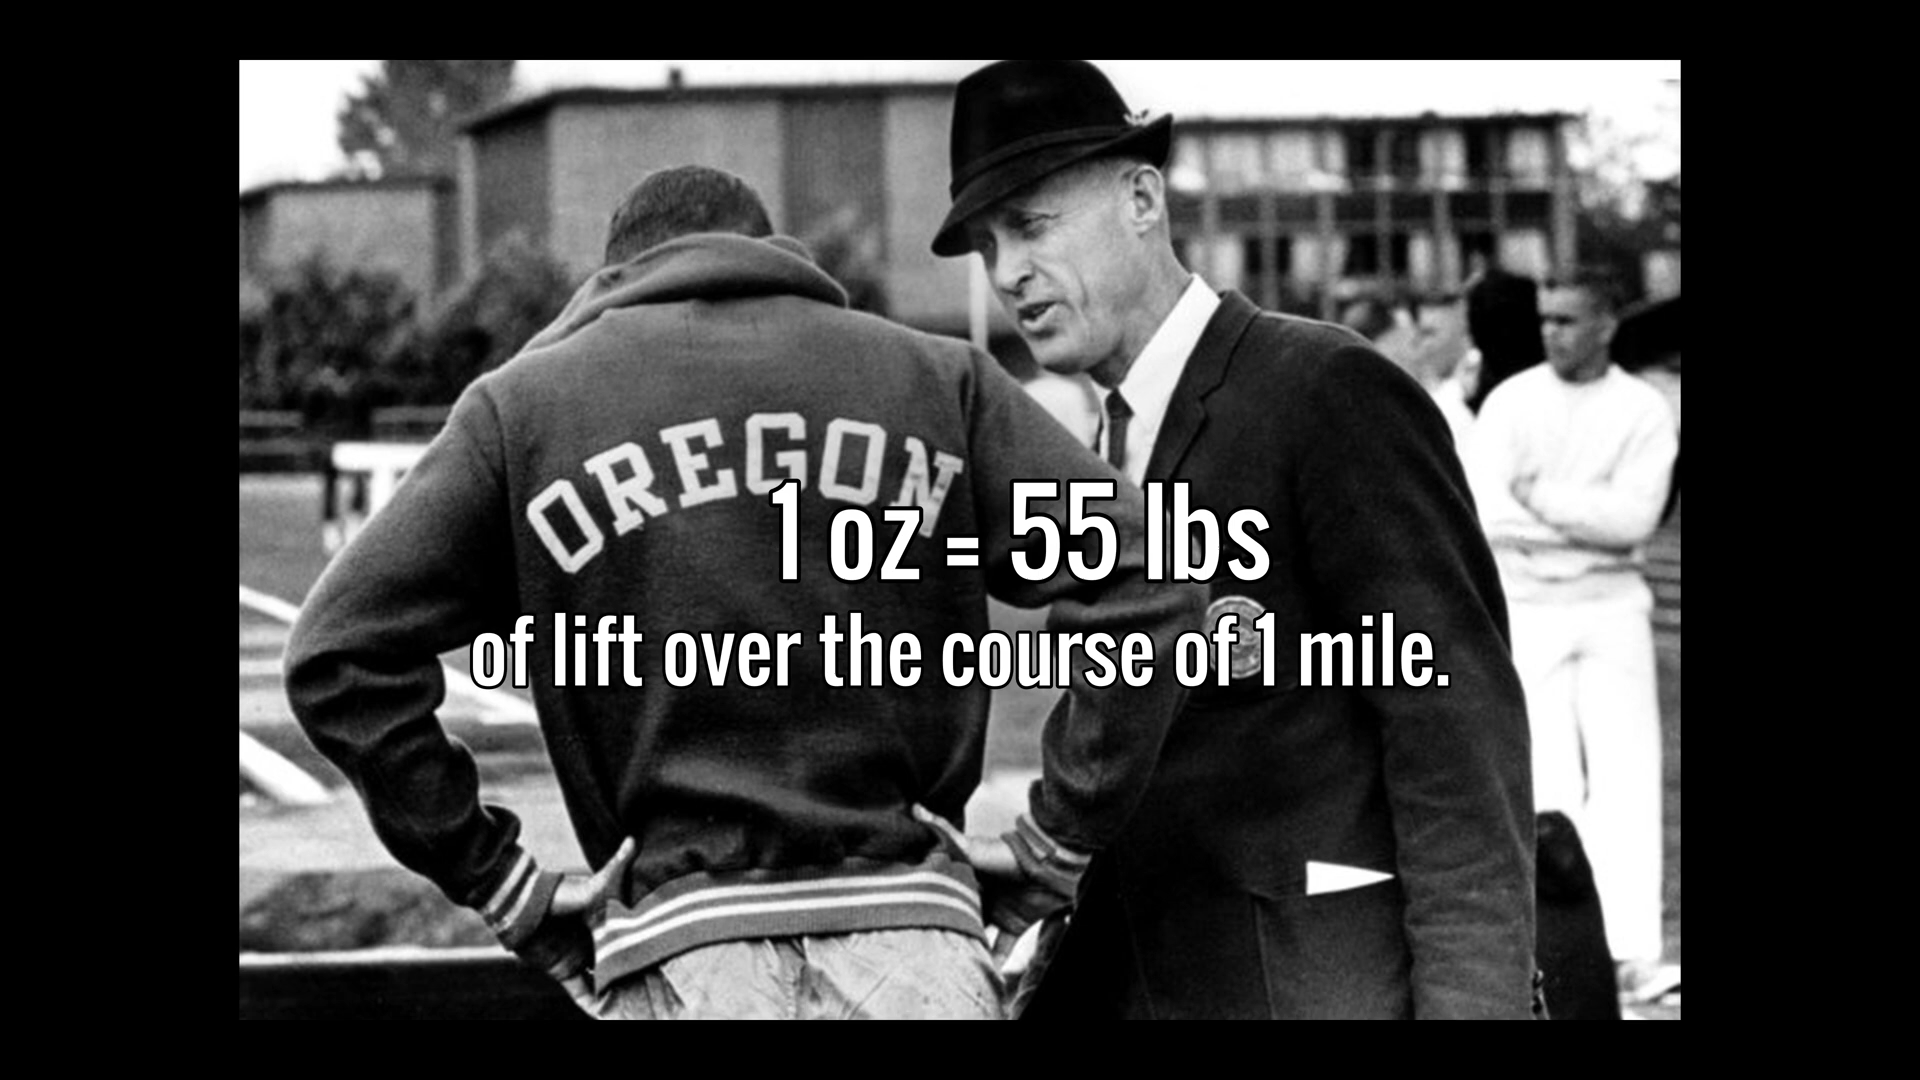 OREGON
1 oz = 55 lbs
of lift over the course of 1 mile.